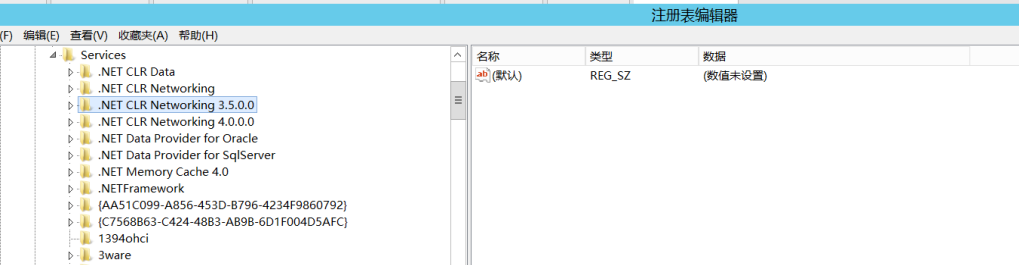 注册表编辑器
(F) 编辑(E) 查看(V) 收藏夹(A) 帮助(H)
Services
.NET CLR Data
.NET CLR Networking
.NET CLR Networking 3.5.0.0
.NET CLR Networking 4.0.0.0
.NET Data Provider for Oracle
.NET Data Provider for SqlServer
.NET Memory Cache 4.0
.NETFramework
{AA51C099-A856-453D-B796-4234F9860792}
{C7568B63-C424-48B3-AB9B-6D1F004D5AFC}
1394ohci
3ware
名称 类型 数据
ab (默认) REG_SZ (数值未设置)